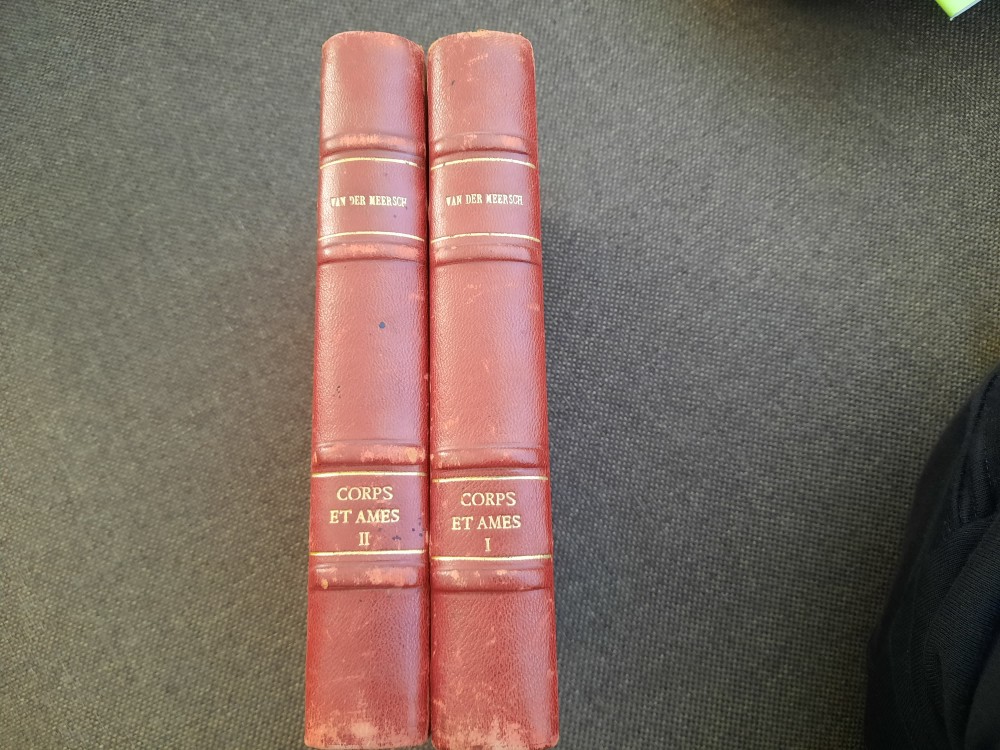 VAN DER MEERSCH
CORPS
ET AMES
II
VAN DER MEERSCH
CORPS
ET AMES
I